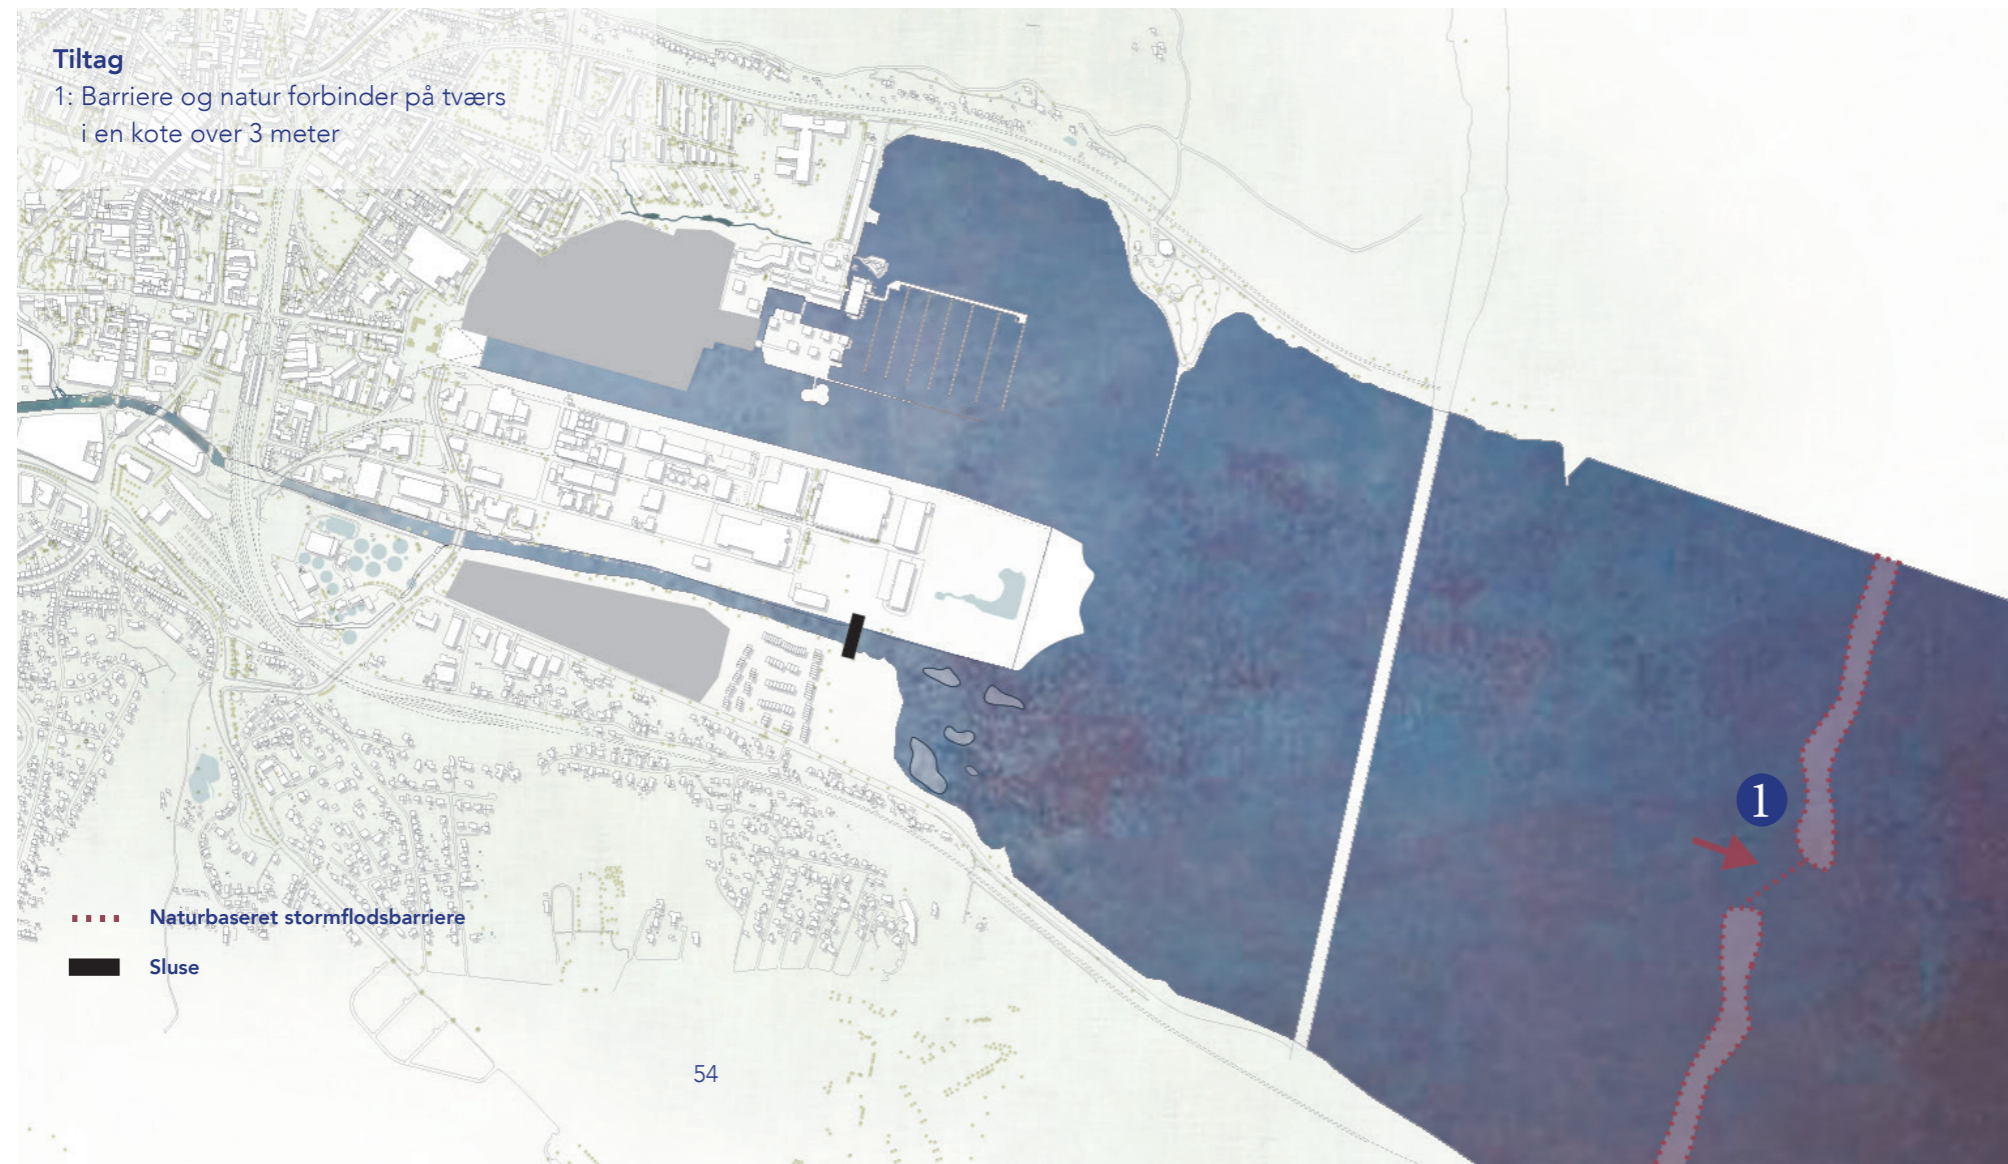 Tiltag
1: Barriere og natur forbinder på tværs
i en kote over 3 meter
1
Naturbaseret stormflodsbarriere
Sluse
54